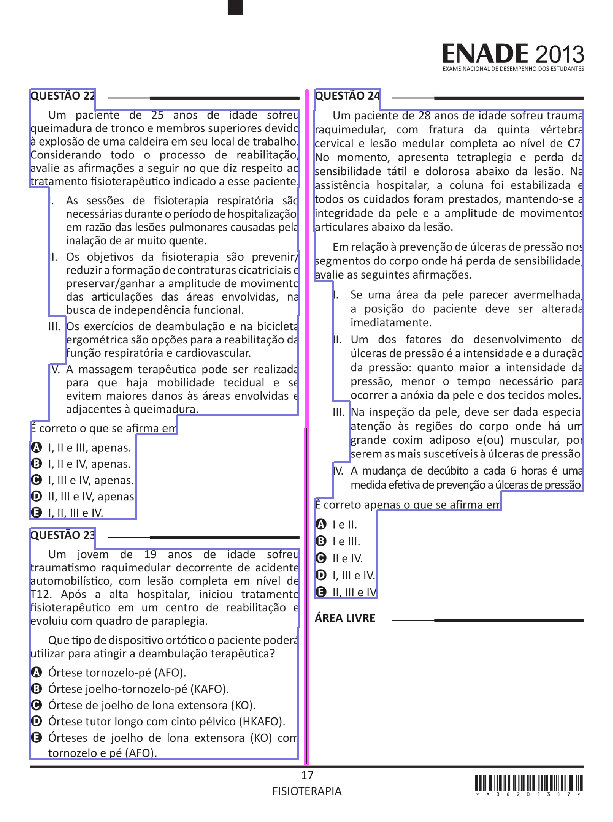 ENADE 2013
EXAME NACIONAL DE DESEMPENHO DOS ESTUDANTES
QUESTÃO 22
Um paciente de 25 anos de idade sofreu
queimadura de tronco e membros superiores devido
à explosão de uma caldeira em seu local de trabalho.
Considerando todo o processo de reabilitação,
avalie as afirmações a seguir no que diz respeito ao
tratamento fisioterapêutico indicado a esse paciente.
I. As sessões de fisioterapia respiratória são
necessárias durante o período de hospitalização,
em razão das lesões pulmonares causadas pela
inalação de ar muito quente.
II. Os objetivos da fisioterapia são prevenir/
reduzir a formação de contraturas cicatriciais e
preservar/ganhar a amplitude de movimento
das articulações das áreas envolvidas, na
busca de independência funcional.
III. Os exercícios de deambulação e na bicicleta
ergométrica são opções para a reabilitação da
função respiratória e cardiovascular.
IV. A massagem terapêutica pode ser realizada
para que haja mobilidade tecidual e se
evitem maiores danos às áreas envolvidas e
adjacentes à queimadura.
É correto o que se afirma em
A I, II e III, apenas.
B I, II e IV, apenas.
C I, III e IV, apenas.
D II, III e IV, apenas
E I, II, III e IV.
QUESTÃO 23
Um jovem de 19 anos de idade sofreu
traumatismo raquimedular decorrente de acidente
automobilístico, com lesão completa em nível de
T12. Após a alta hospitalar, iniciou tratamento
fisioterapêutico em um centro de reabilitação e
evoluiu com quadro de paraplegia.
Que tipo de dispositivo ortótico o paciente poderá
utilizar para atingir a deambulação terapêutica?
A Órtese tornozelo-pé (AFO).
B Órtese joelho-tornozelo-pé (KAFO).
C Órtese de joelho de lona extensora (KO).
D Órtese tutor longo com cinto pélvico (HKAFO).
E Órteses de joelho de lona extensora (KO) com
tornozelo e pé (AFO).
QUESTÃO 24
Um paciente de 28 anos de idade sofreu trauma
raquimedular, com fratura da quinta vértebra
cervical e lesão medular completa ao nível de C7.
No momento, apresenta tetraplegia e perda da
sensibilidade tátil e dolorosa abaixo da lesão. Na
assistência hospitalar, a coluna foi estabilizada e
todos os cuidados foram prestados, mantendo-se a
integridade da pele e a amplitude de movimentos
articulares abaixo da lesão.
Em relação à prevenção de úlceras de pressão nos
segmentos do corpo onde há perda de sensibilidade,
avalie as seguintes afirmações.
I. Se uma área da pele parecer avermelhada,
a posição do paciente deve ser alterada
imediatamente.
II. Um dos fatores do desenvolvimento de
úlceras de pressão é a intensidade e a duração
da pressão: quanto maior a intensidade da
pressão, menor o tempo necessário para
ocorrer a anóxia da pele e dos tecidos moles.
III. Na inspeção da pele, deve ser dada especial
atenção às regiões do corpo onde há um
grande coxim adiposo e(ou) muscular, por
serem as mais suscetíveis à úlceras de pressão
IV. A mudança de decúbito a cada 6 horas é uma
medida efetiva de prevenção a úlceras de pressão.
É correto apenas o que se afirma em
A I e II.
B I e III.
C II e IV.
D I, III e IV.
E II, III e IV
ÁREA LIVRE
17
FISIOTERAPIA